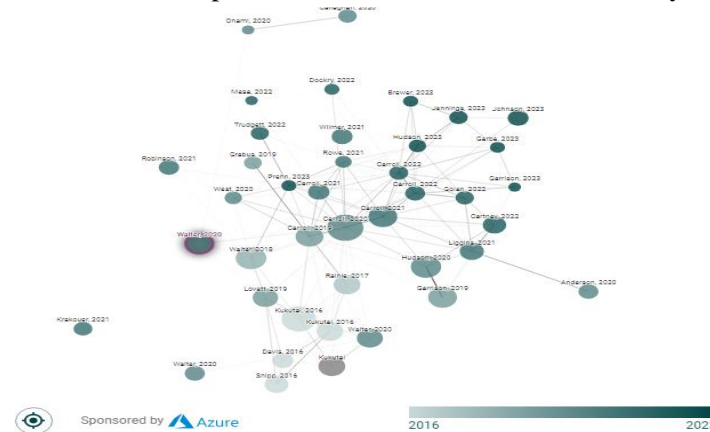 Dhami, 2020
Mese, 2022
Dockry, 2022
Brewer, 2023
Jennings, 2023
Johnson, 2023
Trudgett, 2022
Wilmer, 2021
Hudson, 2023
Garba, 2023
Robinson, 2021
Grabus, 2019
Rowe, 2021
Carroll, 2022
Prehn, 2023
Carroll, 2021
Carroll, 2022
Golan, 2022
Garrison, 2023
West, 2020
Carroll, 2020
Carroll, 2021
Carroll, 2019
Cartney, 2022
Walter, 2020
Walter, 2018
Liggins, 2021
Hudson, 2020
Rainie, 2017
Anderson, 2020
Lovett, 2019
Garrison, 2019
Kukutai, 2016
Kukutai, 2016
Krakouer, 2021
Walter, 2020
Davis, 2016
Kukutai
Walter, 2020
Snipp, 2016
Sponsored by Azure
2016